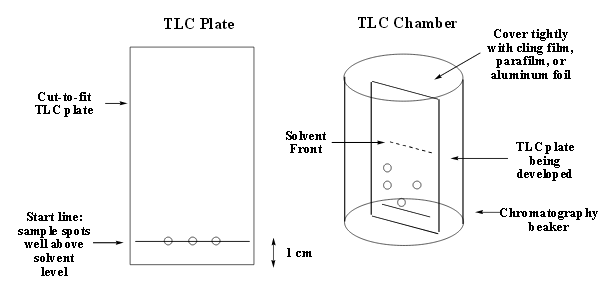 TLC Plate
Cut-to-fit
TLC plate
Start line:
sample spots
well above
solvent
level
1 cm
TLC Chamber
Cover tightly
with cling film,
parafilm, or
aluminum foil
Solvent
Front
TLC plate
being
developed
Chromatography
beaker